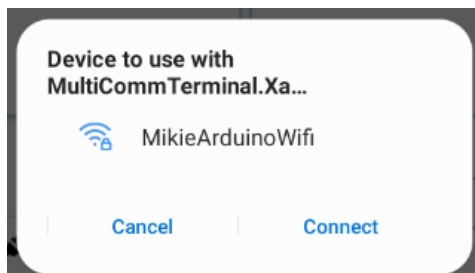 Device to use with
MultiCommTerminal.Xa...
MikieArduinoWifi
Cancel Connect